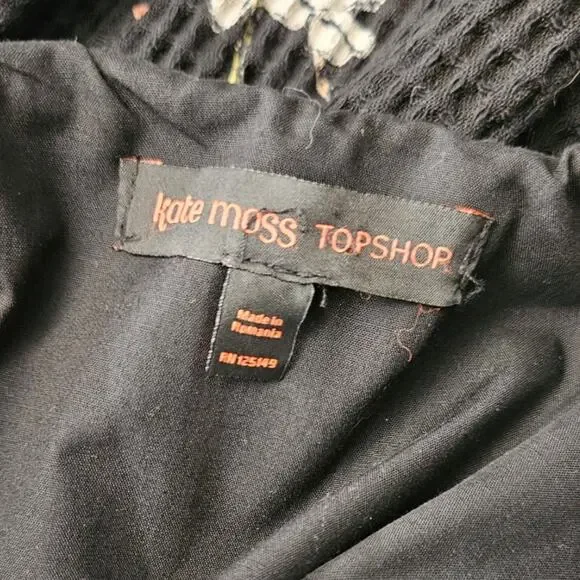 kate moss TOPSHOP
Made in
Romania
RN 125149